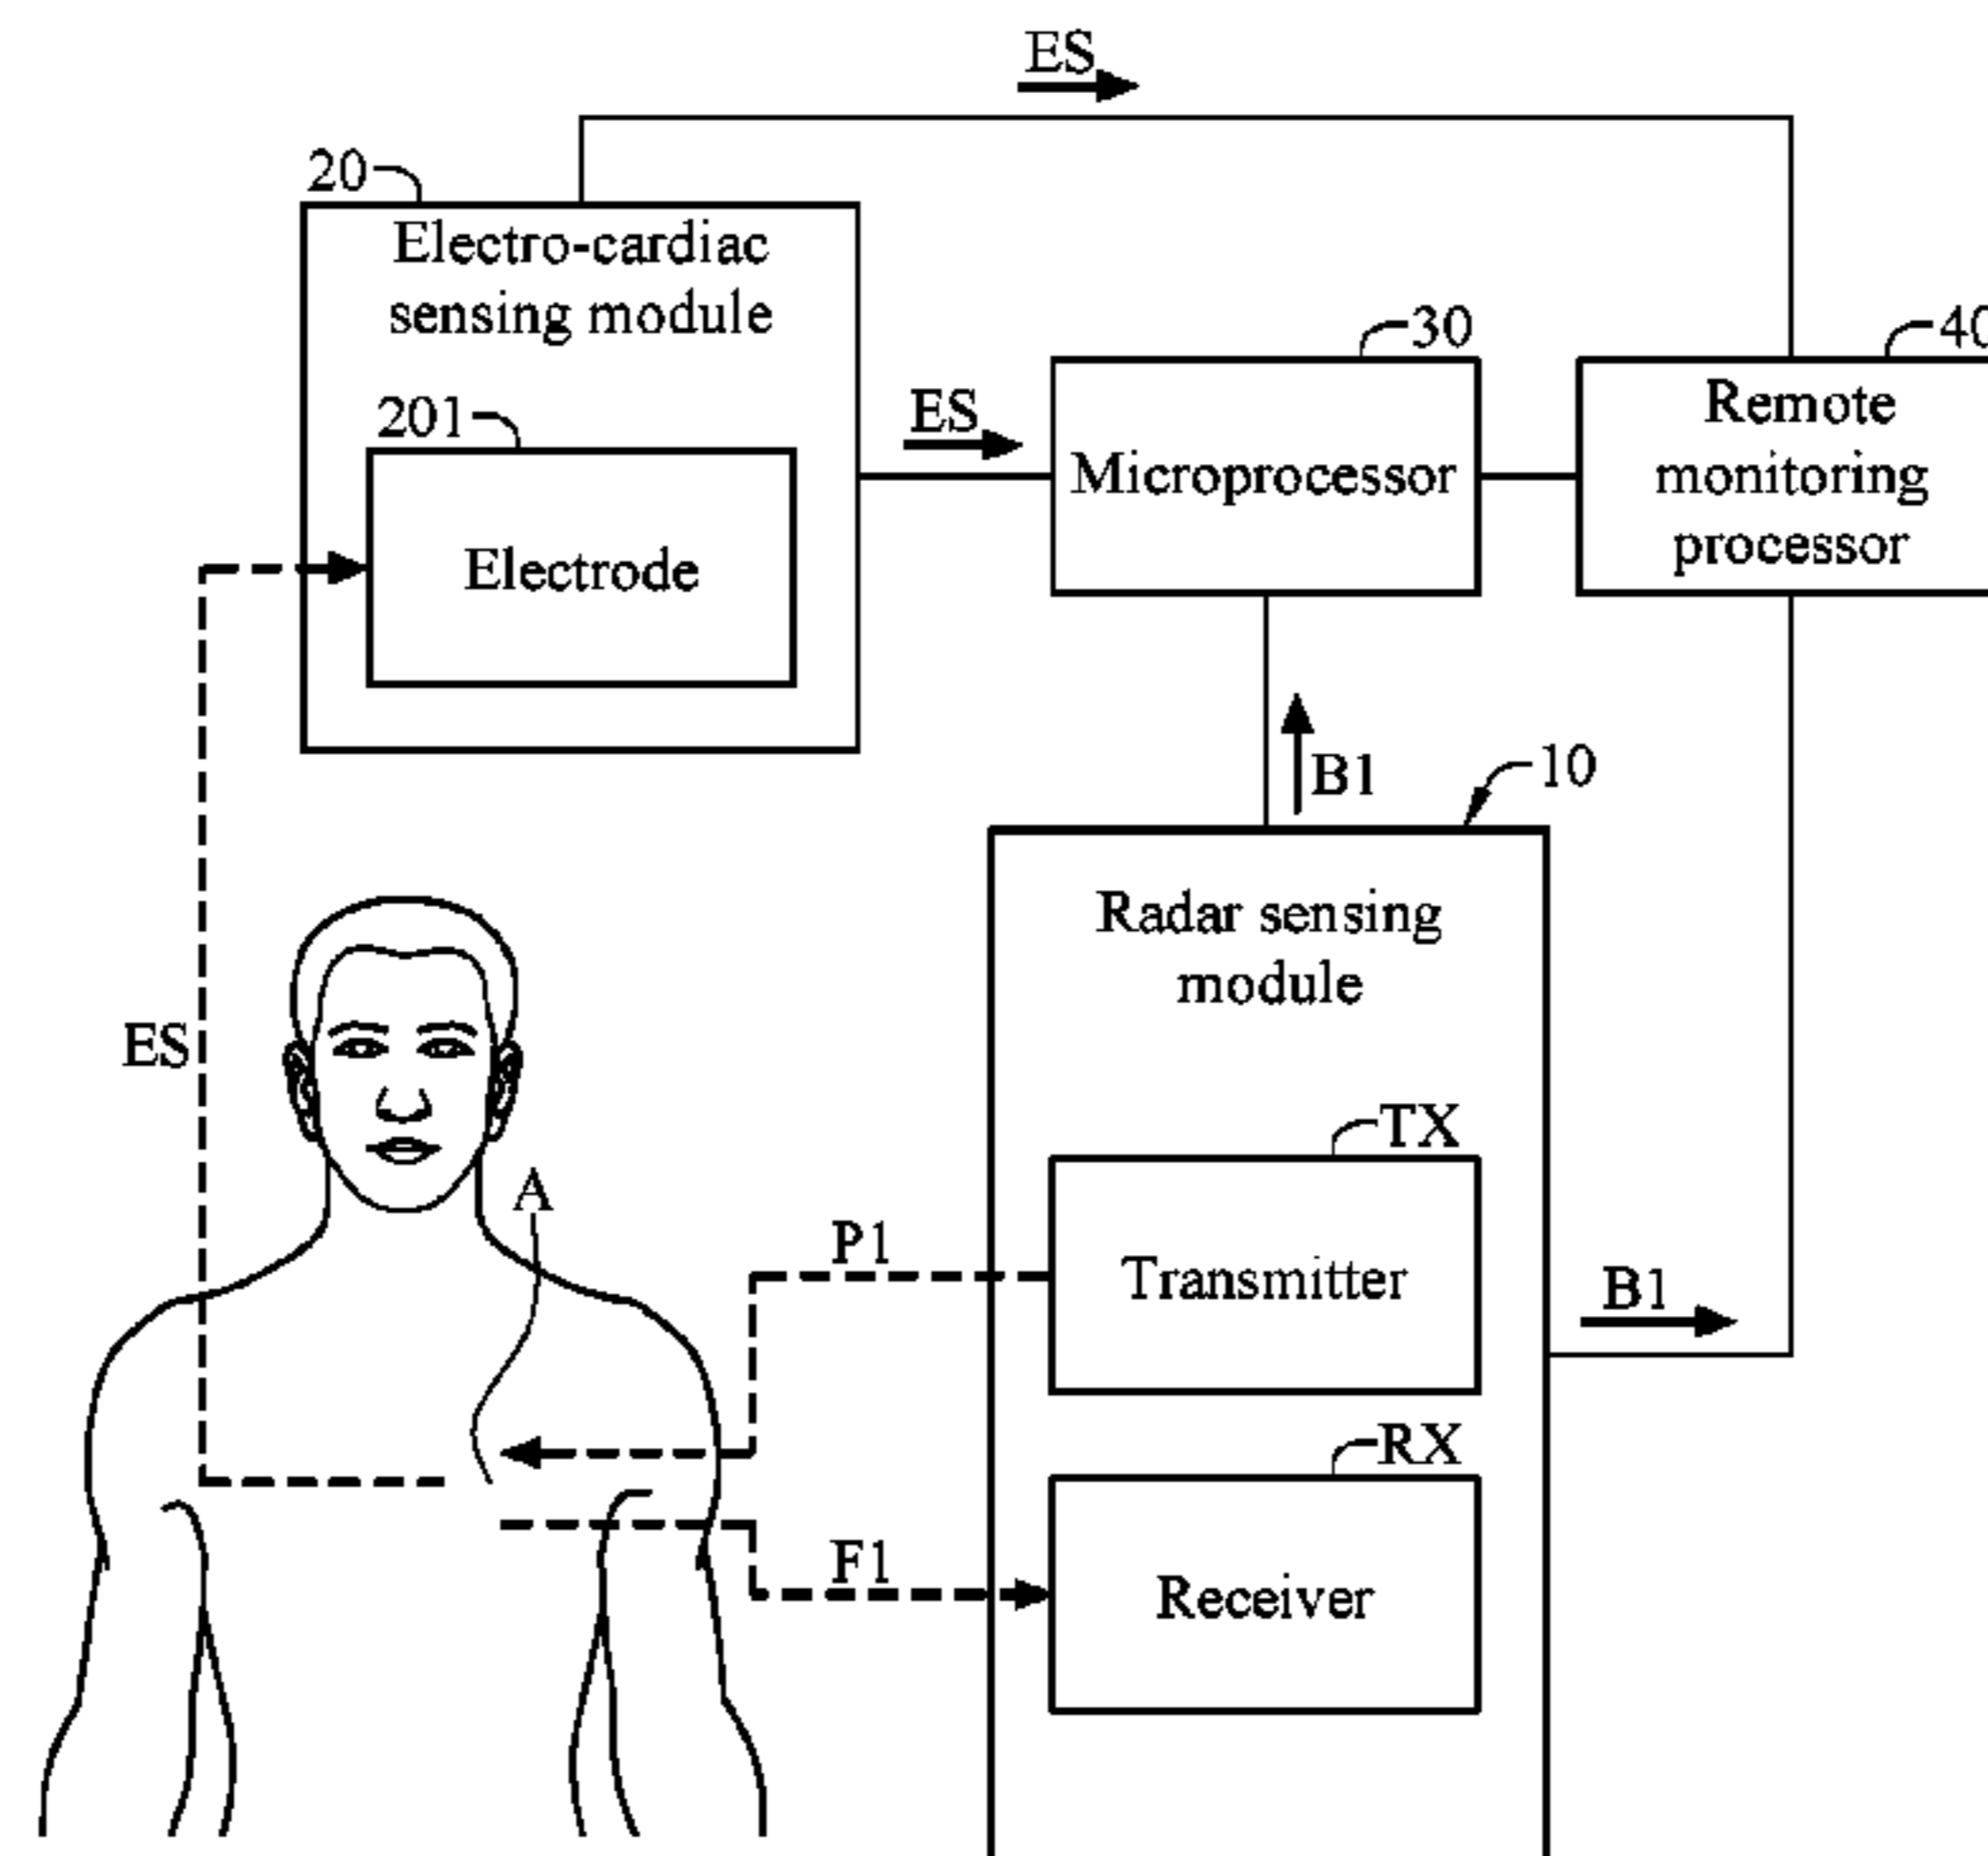 ES
20
Electro-cardiac
sensing module
201
Electrode
ES
30
Microprocessor
40
Remote
monitoring
processor
B1
10
Radar sensing
module
ES
A
TX
P1
Transmitter
B1
RX
F1
Receiver